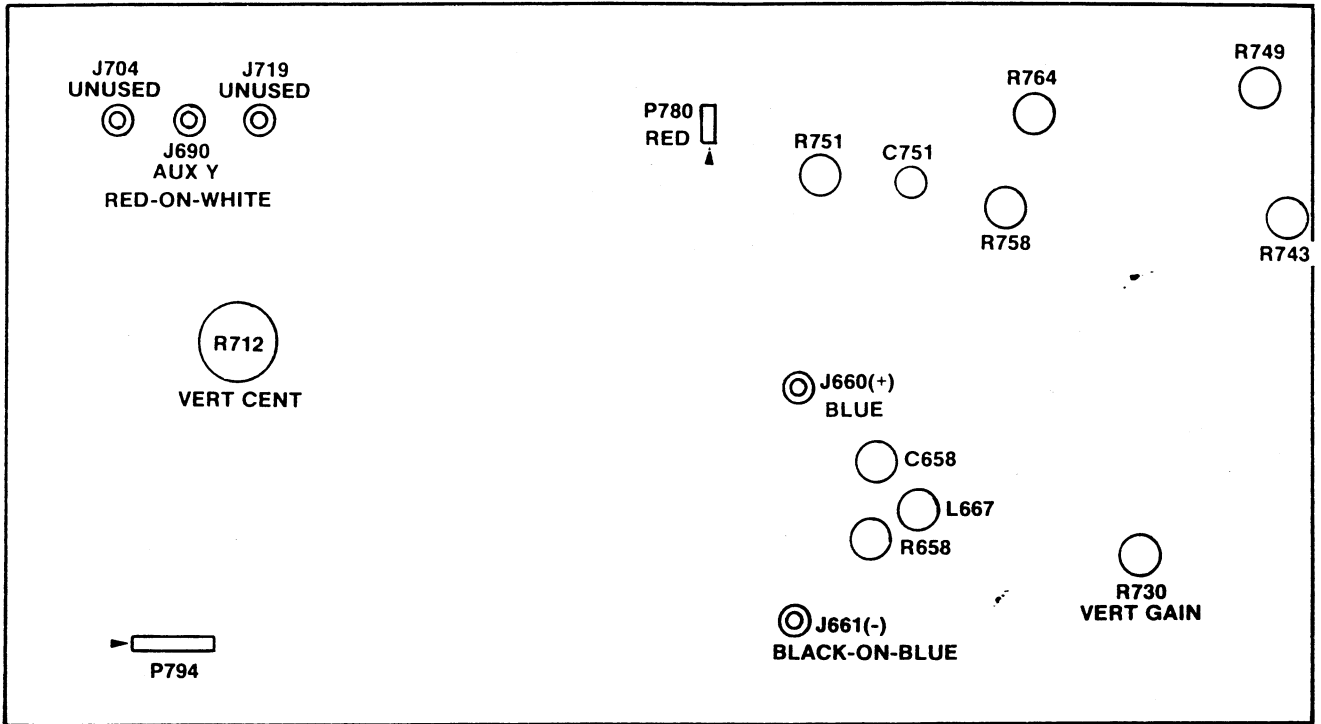 J704
UNUSED
J719
UNUSED
J690
AUX Y
RED-ON-WHITE
P780
RED
R751
C751
R764
R758
R749
R743
R712
VERT CENT
J660(+)
BLUE
C658
L667
R658
R730
VERT GAIN
J661(-)
BLACK-ON-BLUE
P794